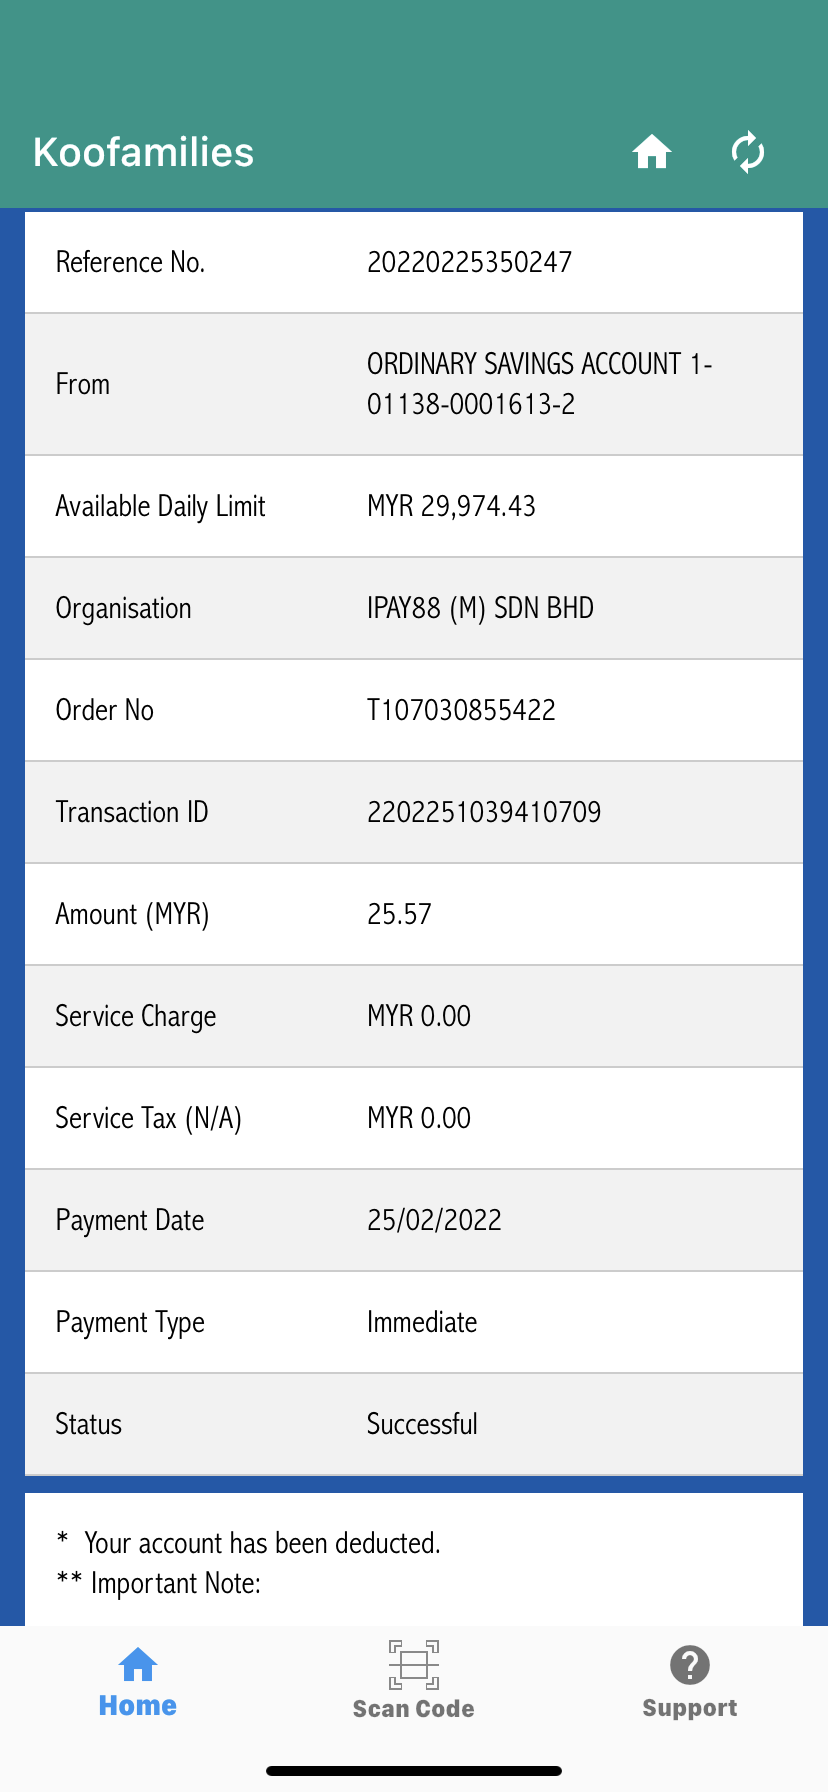 Koofamilies
Reference No. 20220225350247
From ORDINARY SAVINGS ACCOUNT 1-
01138-0001613-2
Available Daily Limit MYR 29,974.43
Organisation IPAY88 (M) SDN BHD
Order No T107030855422
Transaction ID 2202251039410709
Amount (MYR) 25.57
Service Charge MYR 0.00
Service Tax (N/A) MYR 0.00
Payment Date 25/02/2022
Payment Type Immediate
Status Successful
* Your account has been deducted.
** Important Note:
Home Scan Code Support